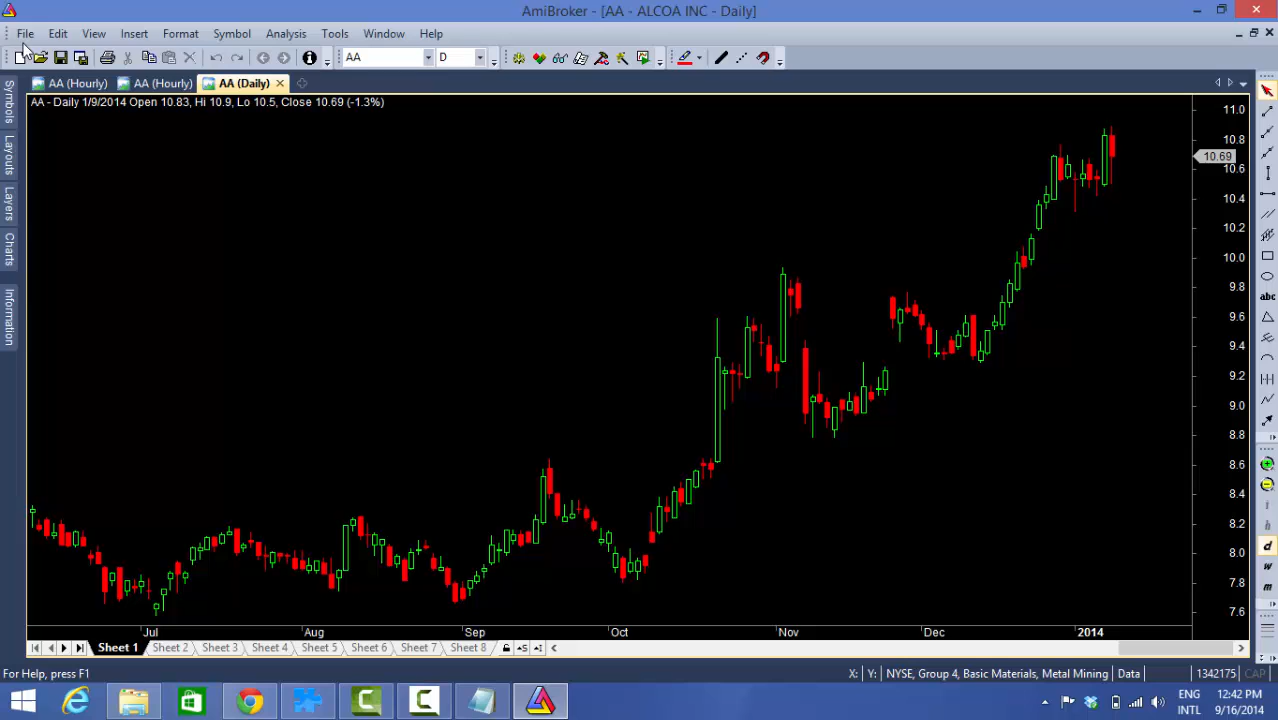 AmiBroker - [AA - ALCOA INC - Daily]
File Edit View Insert Format Symbol Analysis Tools Window Help
AA D
AA (Hourly) AA (Hourly) AA (Daily)
AA - Daily 1/9/2014 Open 10.83, Hi 10.9, Lo 10.5, Close 10.69 (-1.3%)
Symbols
Layouts
Layers
Charts
Information
11.0
10.8
10.69
10.6
10.4
10.2
10.0
9.8
9.6
9.4
9.2
9.0
8.8
8.6
8.4
8.2
8.0
7.8
7.6
abc
i
h
d
w
m
Jul Aug Sep Oct Nov Dec 2014
Sheet 1 Sheet 2 Sheet 3 Sheet 4 Sheet 5 Sheet 6 Sheet 7 Sheet 8
For Help, press F1
X: Y: NYSE, Group 4, Basic Materials, Metal Mining Data 1342175 CAP
ENG
INTL
12:42 PM
9/16/2014